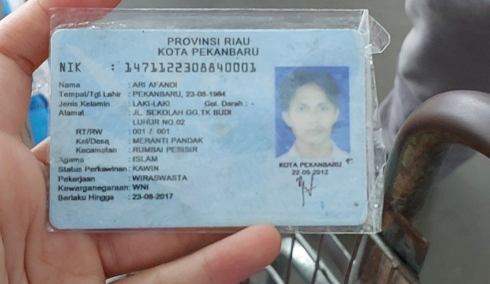 PROVINSI RIAU
KOTA PEKANBARU
NIK : 1471122308840001
Nama : ARI AFANDI
Tempat/Tgl Lahir : PEKANBARU, 23-08-1984
Jenis Kelamin : LAKI-LAKI Gol. Darah : -
Alamat : JL. SEKOLAH GG.TK BUDI
LUHUR NO.02
RT/RW : 001 / 001
Kel/Desa : MERANTI PANDAK
Kecamatan : RUMBAI PESISIR
Agama : ISLAM
Status Perkawinan : KAWIN
Pekerjaan : WIRASWASTA
Kewarganegaraan : WNI
Berlaku Hingga : 23-08-2017
KOTA PEKANBARU
22-09-2012